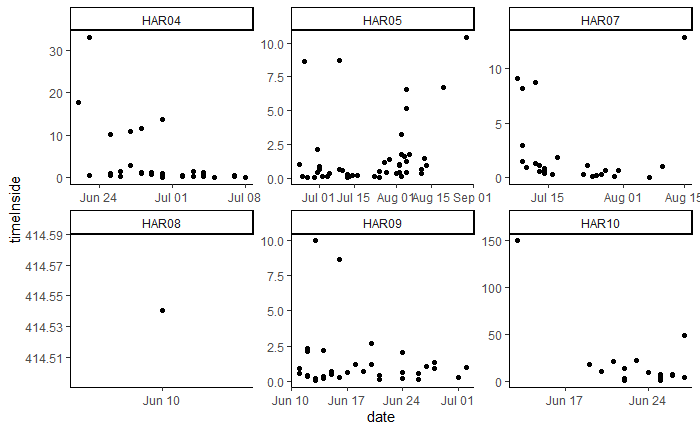 HAR04 HAR05 HAR07
30
20
10
0
10.0
7.5
5.0
2.5
0.0
10
5
0
Jun 24 Jul 01 Jul 08
Jul 01 Jul 15 Aug 01 Aug 15 Sep 01
Jul 15 Aug 01 Aug 15
timeInside
HAR08 HAR09 HAR10
414.59
414.57
414.55
414.53
414.51
10.0
7.5
5.0
2.5
0.0
150
100
50
0
Jun 10
Jun 10 Jun 17 Jun 24 Jul 01
Jun 17 Jun 24
date